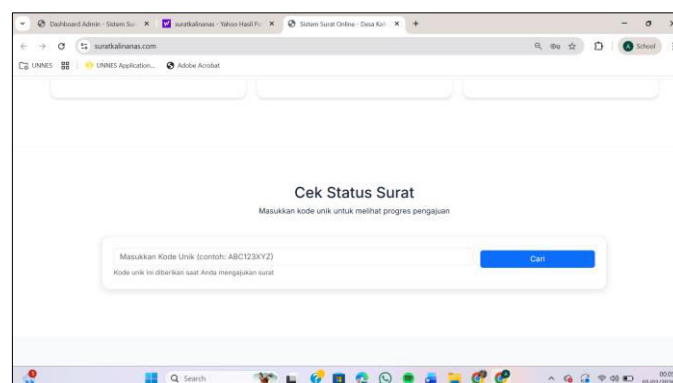 Dashboard Admin - Sistem Su
suratkalinanas - Yahoo Hasil
Sistem Surat Online - Desa Kali
suratkalinanas.com
School
UNNES
UNNES Application...
Adobe Acrobat
Cek Status Surat
Masukkan kode unik untuk melihat progres pengajuan
Masukkan Kode Unik (contoh: ABC123XYZ)
Cari
Kode unik ini diberikan saat Anda mengajukan surat
Search